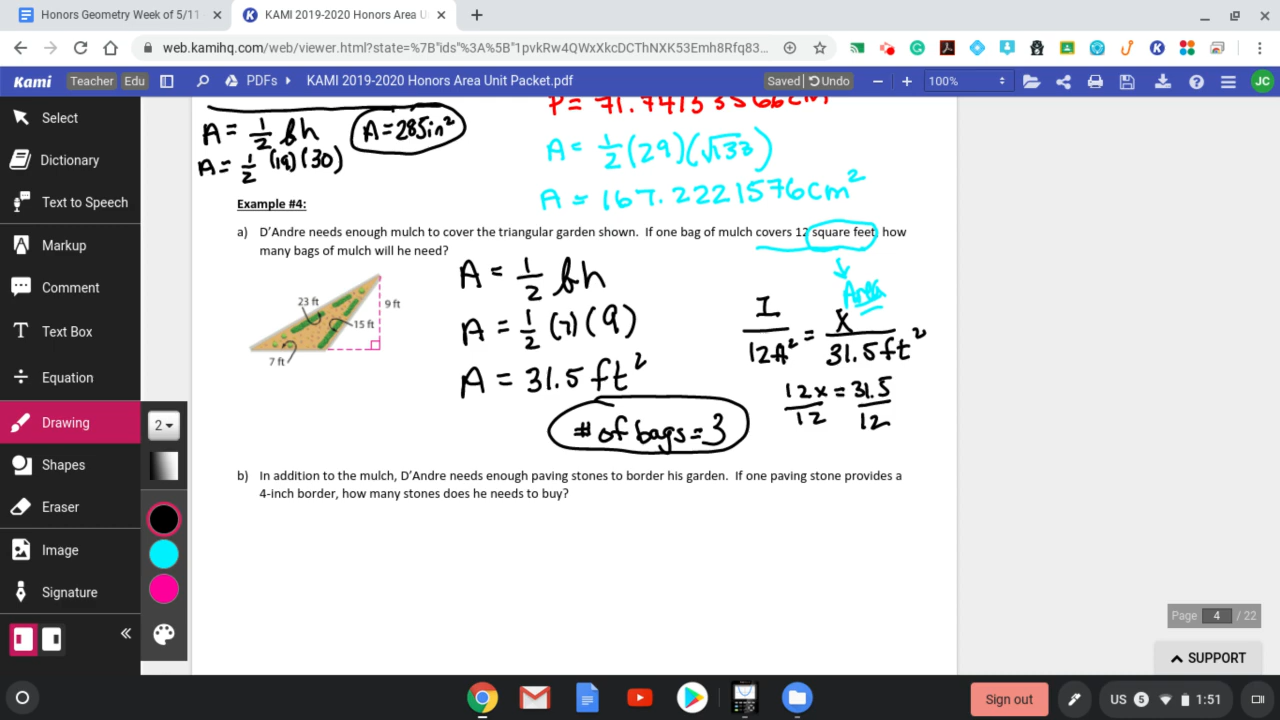 Honors Geometry Week of 5/11
KAMI 2019-2020 Honors Area U
web.kamihq.com/web/viewer.html?state=%7B"ids"%3A%5B"1pvkRw4QWxXkcDCThNXK53Emh8Rfq83...
Kami Teacher Edu PDFs KAMI 2019-2020 Honors Area Unit Packet.pdf Saved Undo 100% JC
Select
Dictionary
Text to Speech
Markup
Comment
Text Box
Equation
Drawing
2
Shapes
Eraser
Image
Signature
A = 1/2 bh A = 285in²
A = 1/2 (19)(30)
P = 71.74153566cm
A = 1/2 (29)(√133)
A = 167.2221576cm²
Example #4:
a) D'Andre needs enough mulch to cover the triangular garden shown. If one bag of mulch covers 12 square feet, how
many bags of mulch will he need?
23 ft
9 ft
15 ft
7 ft
A = 1/2 bh
A = 1/2 (7)(9)
A = 31.5 ft²
# of bags = 3
Area
1/12ft² = x/31.5ft²
12x/12 = 31.5/12
b) In addition to the mulch, D'Andre needs enough paving stones to border his garden. If one paving stone provides a
4-inch border, how many stones does he needs to buy?
Page 4 / 22
SUPPORT
Sign out
US 5 1:51